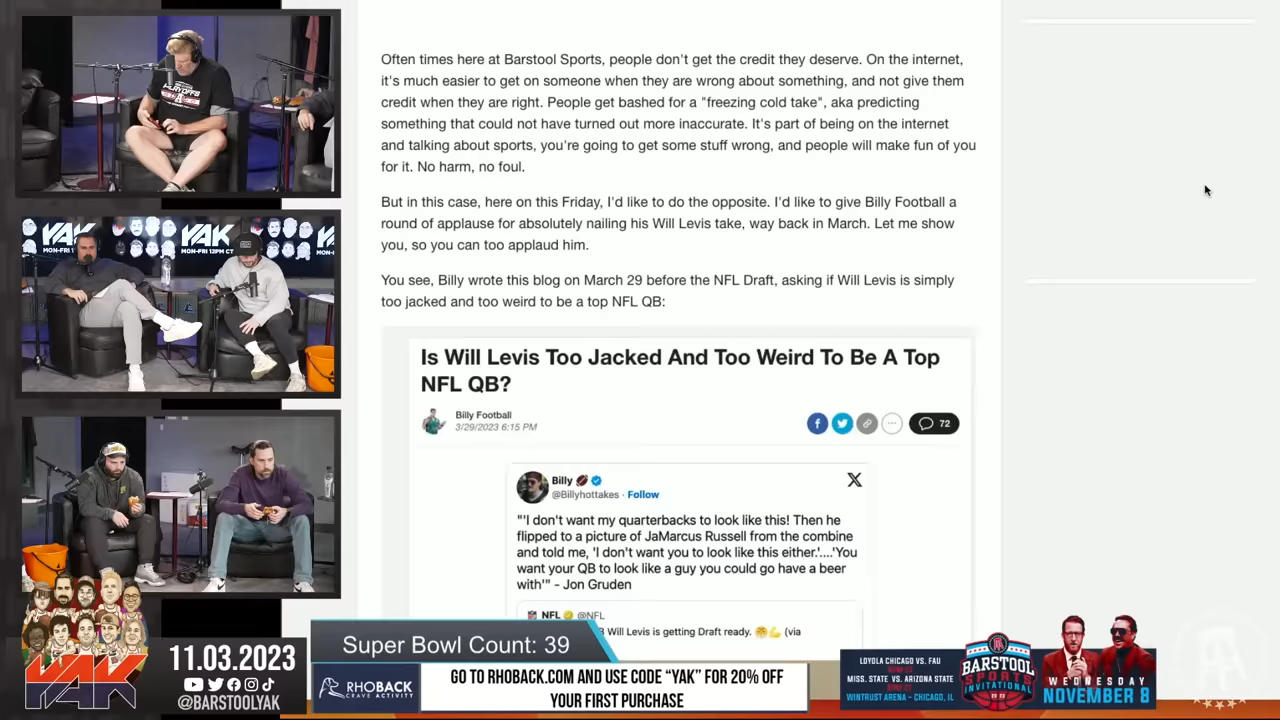 Often times here at Barstool Sports, people don't get the credit they deserve. On the internet,
it's much easier to get on someone when they are wrong about something, and not give them
credit when they are right. People get bashed for a "freezing cold take", aka predicting
something that could not have turned out more inaccurate. It's part of being on the internet
and talking about sports, you're going to get some stuff wrong, and people will make fun of you
for it. No harm, no foul.
But in this case, here on this Friday, I'd like to do the opposite. I'd like to give Billy Football a
round of applause for absolutely nailing his Will Levis take, way back in March. Let me show
you, so you can too applaud him.
You see, Billy wrote this blog on March 29 before the NFL Draft, asking if Will Levis is simply
too jacked and too weird to be a top NFL QB:
Is Will Levis Too Jacked And Too Weird To Be A Top
NFL QB?
Billy Football
3/29/2023 6:15 PM
72
Billy
@Billyhottakes · Follow
"'I don't want my quarterbacks to look like this! Then he
flipped to a picture of JaMarcus Russell from the combine
and told me, 'I don't want you to look like this either.'....'You
want your QB to look like a guy you could go have a beer
with'" - Jon Gruden
NFL @NFL
Will Levis is getting Draft ready. (via
YAK
MON-FRI
YAK
MON-FRI 12PM CT
MON-FRI
YAK
11.03.2023
@BARSTOOLYAK
Super Bowl Count: 39
RHOBACK
CRAVE ACTIVITY
GO TO RHOBACK.COM AND USE CODE “YAK” FOR 20% OFF
YOUR FIRST PURCHASE
LOYOLA CHICAGO VS. FAU
MISS. STATE VS. ARIZONA STATE
WINTRUST ARENA - CHICAGO, IL
BARSTOOL
SPORTS
INVITATIONAL
WEDNESDAY
NOVEMBER 8